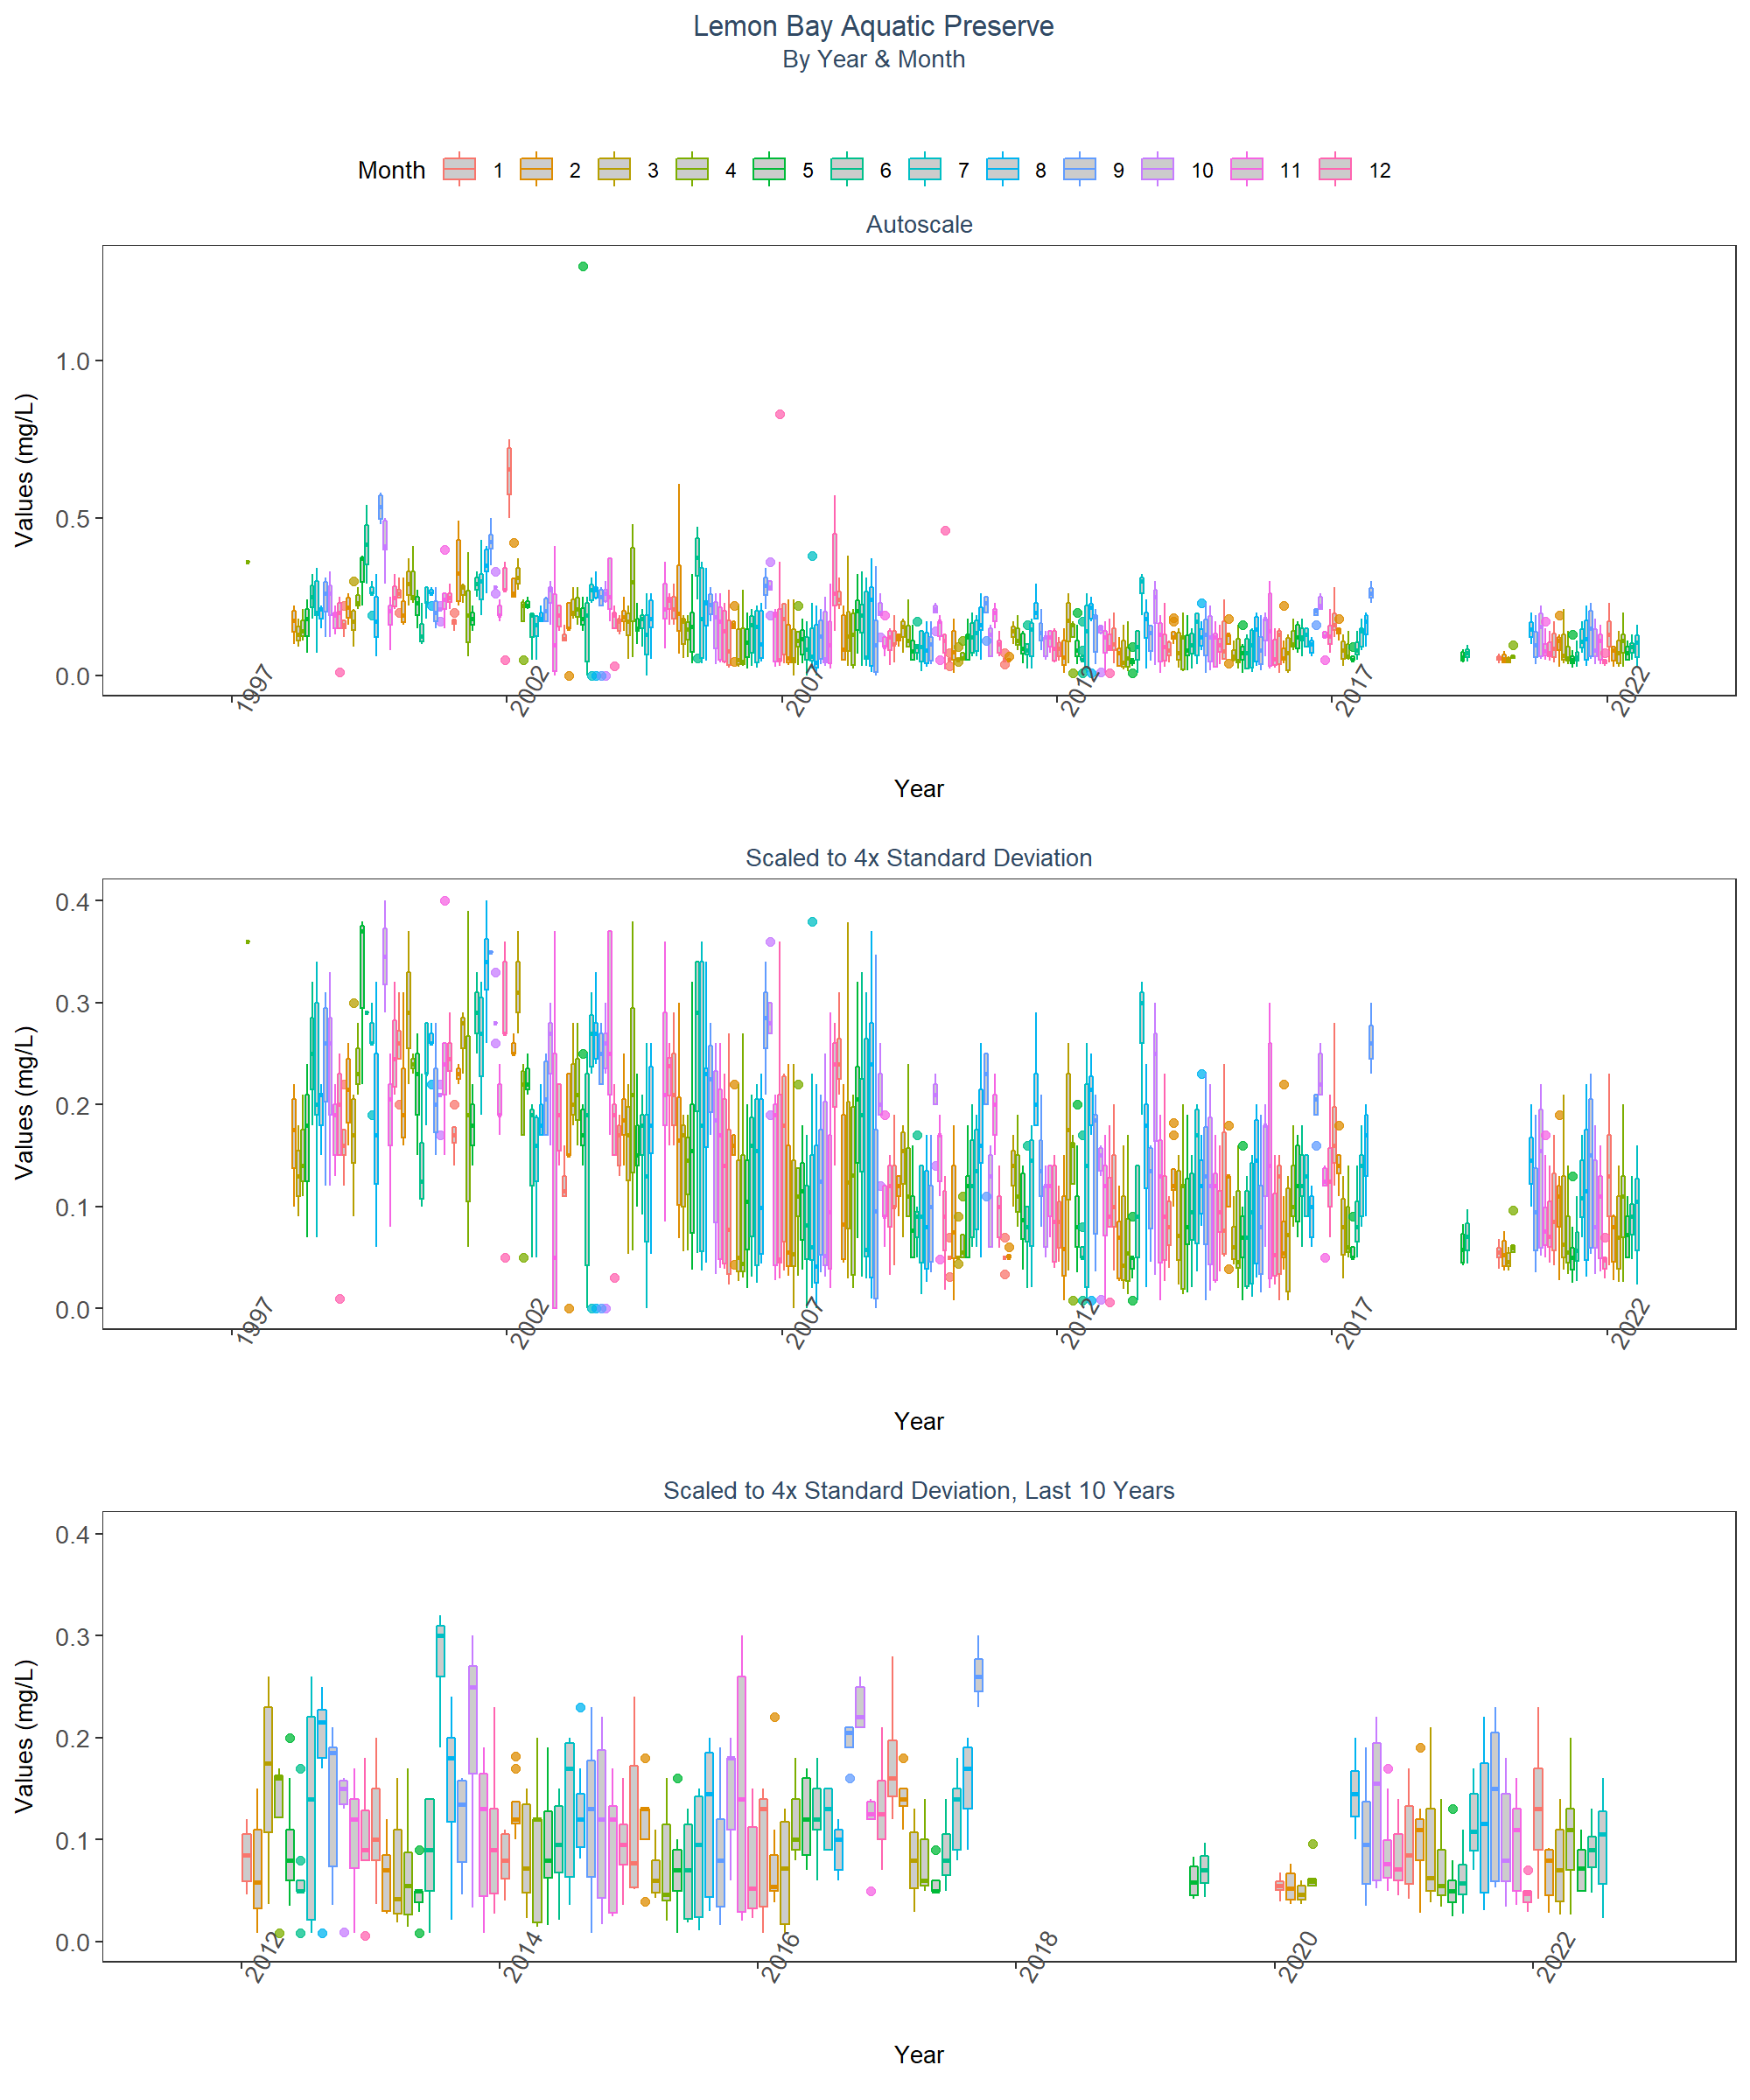 Lemon Bay Aquatic Preserve
By Year & Month
Month 1 2 3 4 5 6 7 8 9 10 11 12
Autoscale
Values (mg/L)
1.0
0.5
0.0
1997 2002 2007 2012 2017 2022
Year
Scaled to 4x Standard Deviation
Values (mg/L)
0.4
0.3
0.2
0.1
0.0
1997 2002 2007 2012 2017 2022
Year
Scaled to 4x Standard Deviation, Last 10 Years
Values (mg/L)
0.4
0.3
0.2
0.1
0.0
2012 2014 2016 2018 2020 2022
Year